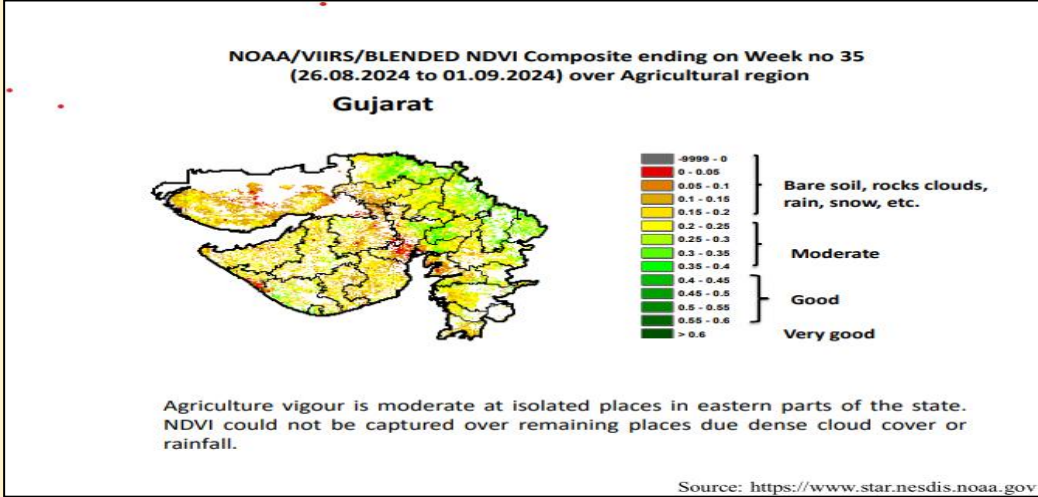 NOAA/VIIRS/BLENDED NDVI Composite ending on Week no 35
(26.08.2024 to 01.09.2024) over Agricultural region
Gujarat
-9999 - 0
0 - 0.05
0.05 - 0.1
0.1 - 0.15
0.15 - 0.2
0.2 - 0.25
0.25 - 0.3
0.3 - 0.35
0.35 - 0.4
0.4 - 0.45
0.45 - 0.5
0.5 - 0.55
0.55 - 0.6
> 0.6
Bare soil, rocks clouds,
rain, snow, etc.
Moderate
Good
Very good
Agriculture vigour is moderate at isolated places in eastern parts of the state.
NDVI could not be captured over remaining places due dense cloud cover or
rainfall.
Source: https://www.star.nesdis.noaa.gov